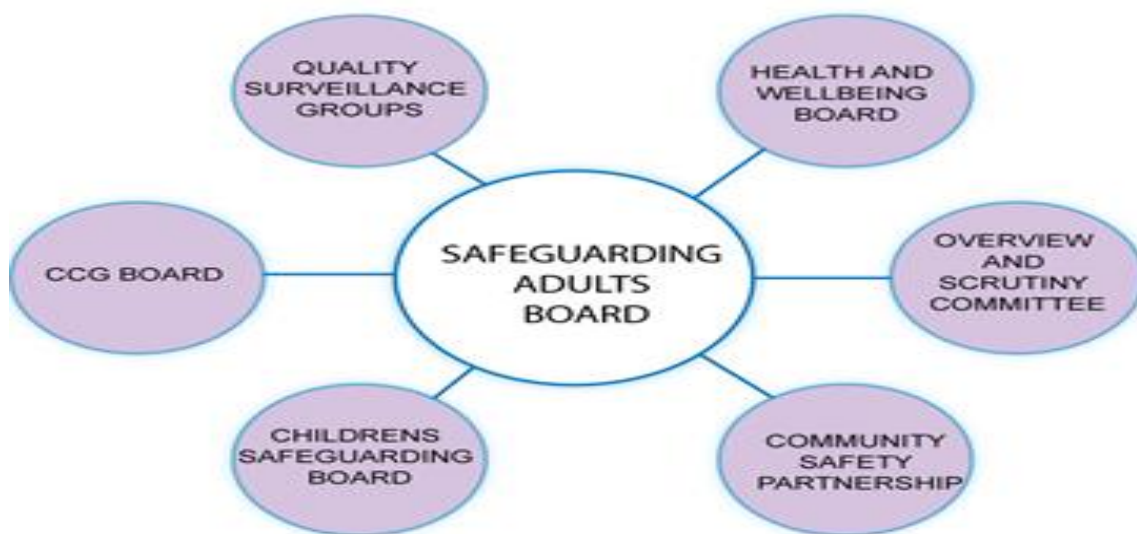 QUALITY
SURVEILLANCE
GROUPS
HEALTH AND
WELLBEING
BOARD
CCG BOARD
SAFEGUARDING
ADULTS
BOARD
OVERVIEW
AND
SCRUTINY
COMMITTEE
CHILDRENS
SAFEGUARDING
BOARD
COMMUNITY
SAFETY
PARTNERSHIP